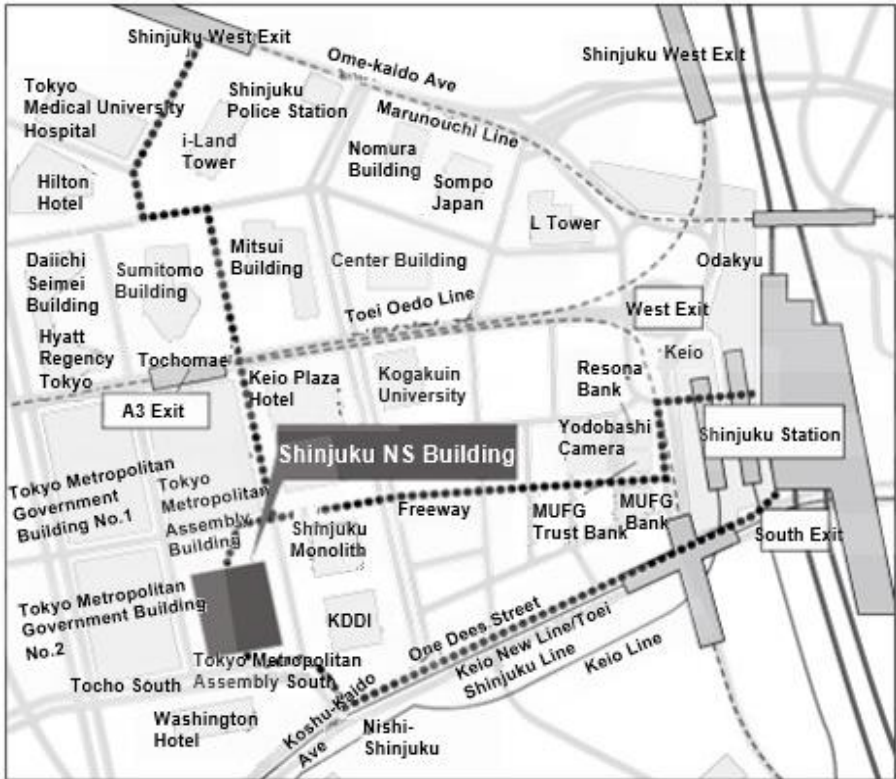 Shinjuku West Exit
Ome-kaido Ave
Shinjuku West Exit
Tokyo
Medical University
Hospital
Shinjuku
Police Station
Marunouchi Line
i-Land
Tower
Nomura
Building
Hilton
Hotel
Sompo
Japan
L Tower
Daiichi
Seimei
Building
Sumitomo
Building
Mitsui
Building
Center Building
Odakyu
Toei Oedo Line
West Exit
Hyatt
Regency
Tokyo
Tochomae
Keio
Keio Plaza
Hotel
Kogakuin
University
Resona
Bank
A3 Exit
Yodobashi
Camera
Shinjuku Station
Shinjuku NS Building
Tokyo Metropolitan
Government
Building No.1
Tokyo
Metropolitan
Assembly
Building
Freeway
MUFG
Trust Bank
MUFG
Bank
Shinjuku
Monolith
South Exit
Tokyo Metropolitan
Government Building
No.2
KDDI
One Dees Street
Keio New Line/Toei
Shinjuku Line
Keio Line
Tokyo Metropolitan
Assembly South
Tocho South
Koshu-Kaido
Ave
Washington
Hotel
Nishi-
Shinjuku